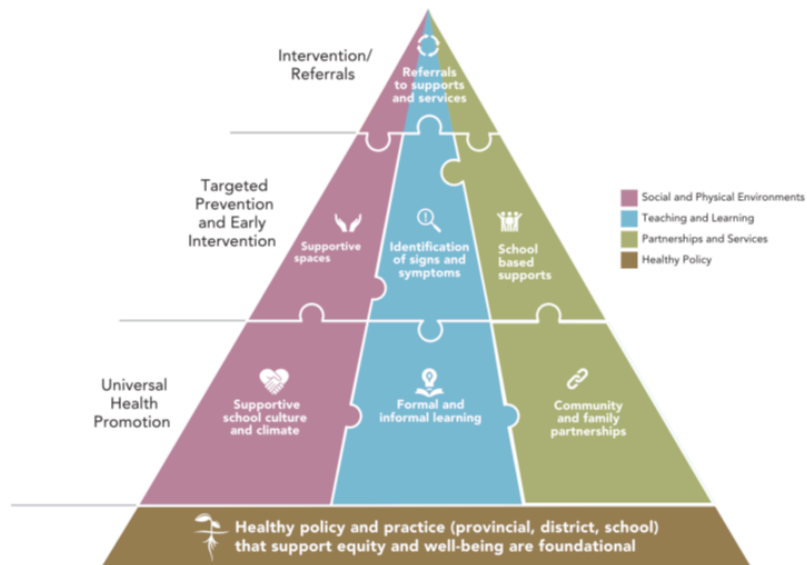 Intervention/
Referrals
Referrals
to supports
and services
Targeted
Prevention
and Early
Intervention
Supportive
spaces
Identification
of signs and
symptoms
School
based
supports
Social and Physical Environments
Teaching and Learning
Partnerships and Services
Healthy Policy
Universal
Health
Promotion
Supportive
school culture
and climate
Formal and
informal learning
Community
and family
partnerships
Healthy policy and practice (provincial, district, school)
that support equity and well-being are foundational